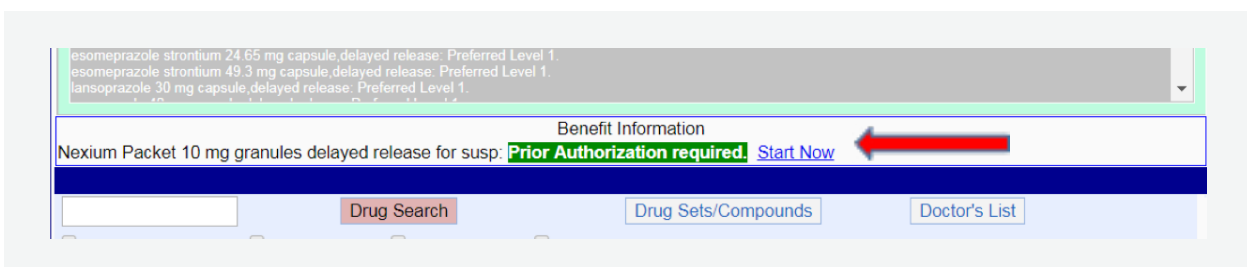 esomeprazole strontium 24.65 mg capsule,delayed release: Preferred Level 1.
esomeprazole strontium 49.3 mg capsule,delayed release: Preferred Level 1.
lansoprazole 30 mg capsule,delayed release: Preferred Level 1.
Benefit Information
Nexium Packet 10 mg granules delayed release for susp: Prior Authorization required. Start Now
Drug Search Drug Sets/Compounds Doctor's List